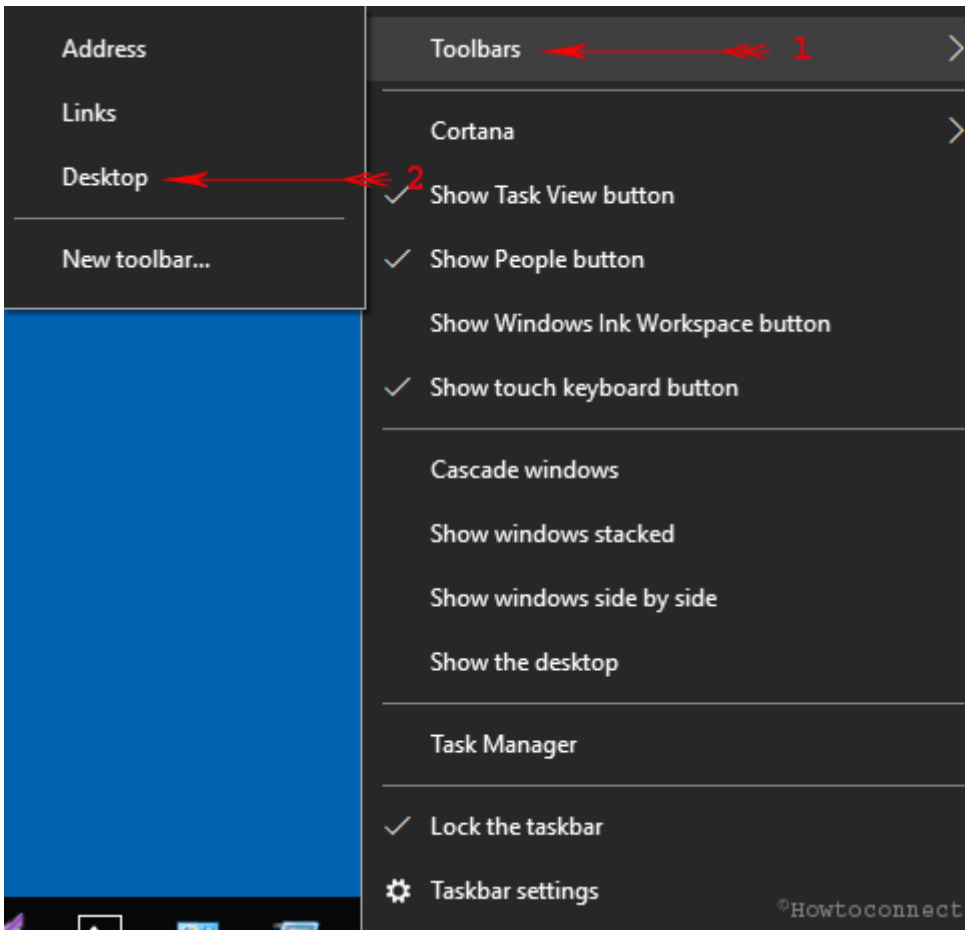 Address
Links
Desktop
New toolbar...
Toolbars
1
Cortana
2
Show Task View button
Show People button
Show Windows Ink Workspace button
Show touch keyboard button
Cascade windows
Show windows stacked
Show windows side by side
Show the desktop
Task Manager
Lock the taskbar
Taskbar settings
©Howtoconnect